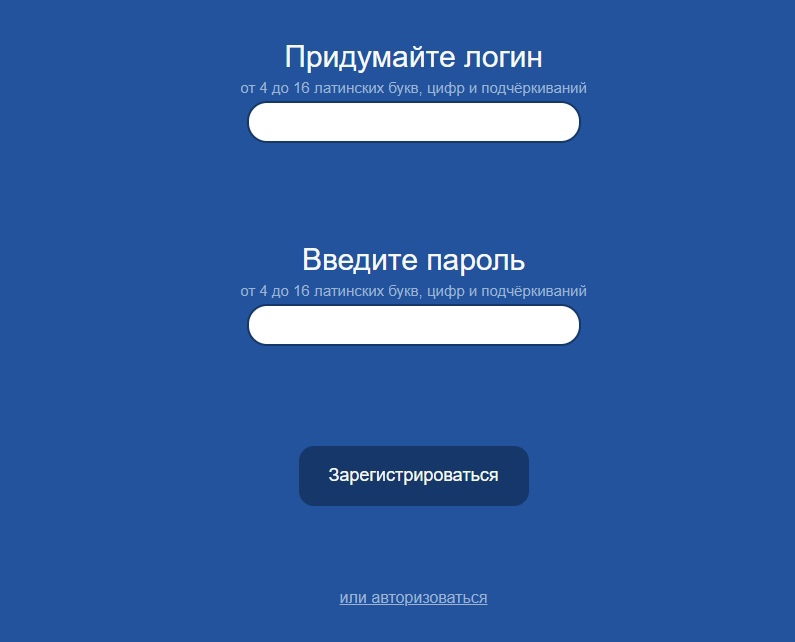 Придумайте логин
от 4 до 16 латинских букв, цифр и подчёркиваний
Введите пароль
от 4 до 16 латинских букв, цифр и подчёркиваний
Зарегистрироваться
или авторизоваться